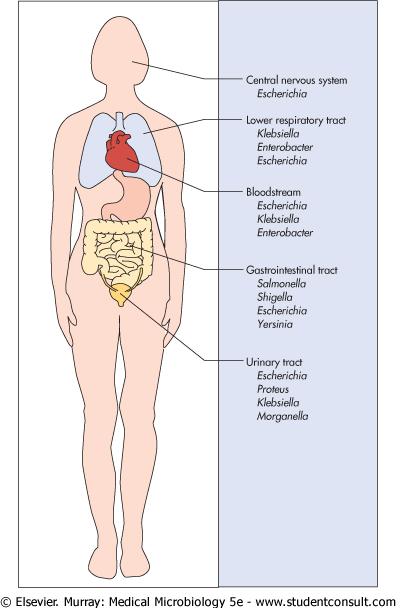 Central nervous system
Escherichia
Lower respiratory tract
Klebsiella
Enterobacter
Escherichia
Bloodstream
Escherichia
Klebsiella
Enterobacter
Gastrointestinal tract
Salmonella
Shigella
Escherichia
Yersinia
Urinary tract
Escherichia
Proteus
Klebsiella
Morganella
© Elsevier. Murray: Medical Microbiology 5e - www.studentconsult.com